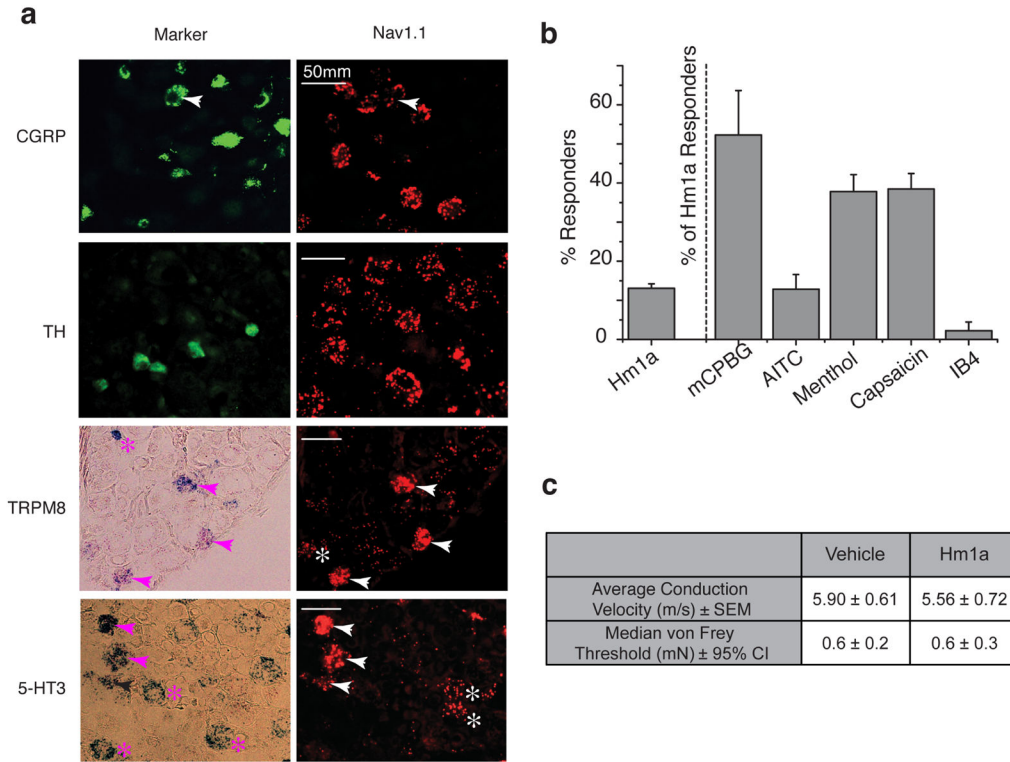 a
Marker
Nav1.1
CGRP
50mm
TH
TRPM8
*
*
5-HT3
*
*
*
*
*
b
% Responders
% of Hm1a Responders
60
40
20
0
Hm1a
mCPBG
AITC
Menthol
Capsaicin
IB4
c
Vehicle
Hm1a
Average Conduction
Velocity (m/s) ± SEM
5.90 ± 0.61
5.56 ± 0.72
Median von Frey
Threshold (mN) ± 95% CI
0.6 ± 0.2
0.6 ± 0.3